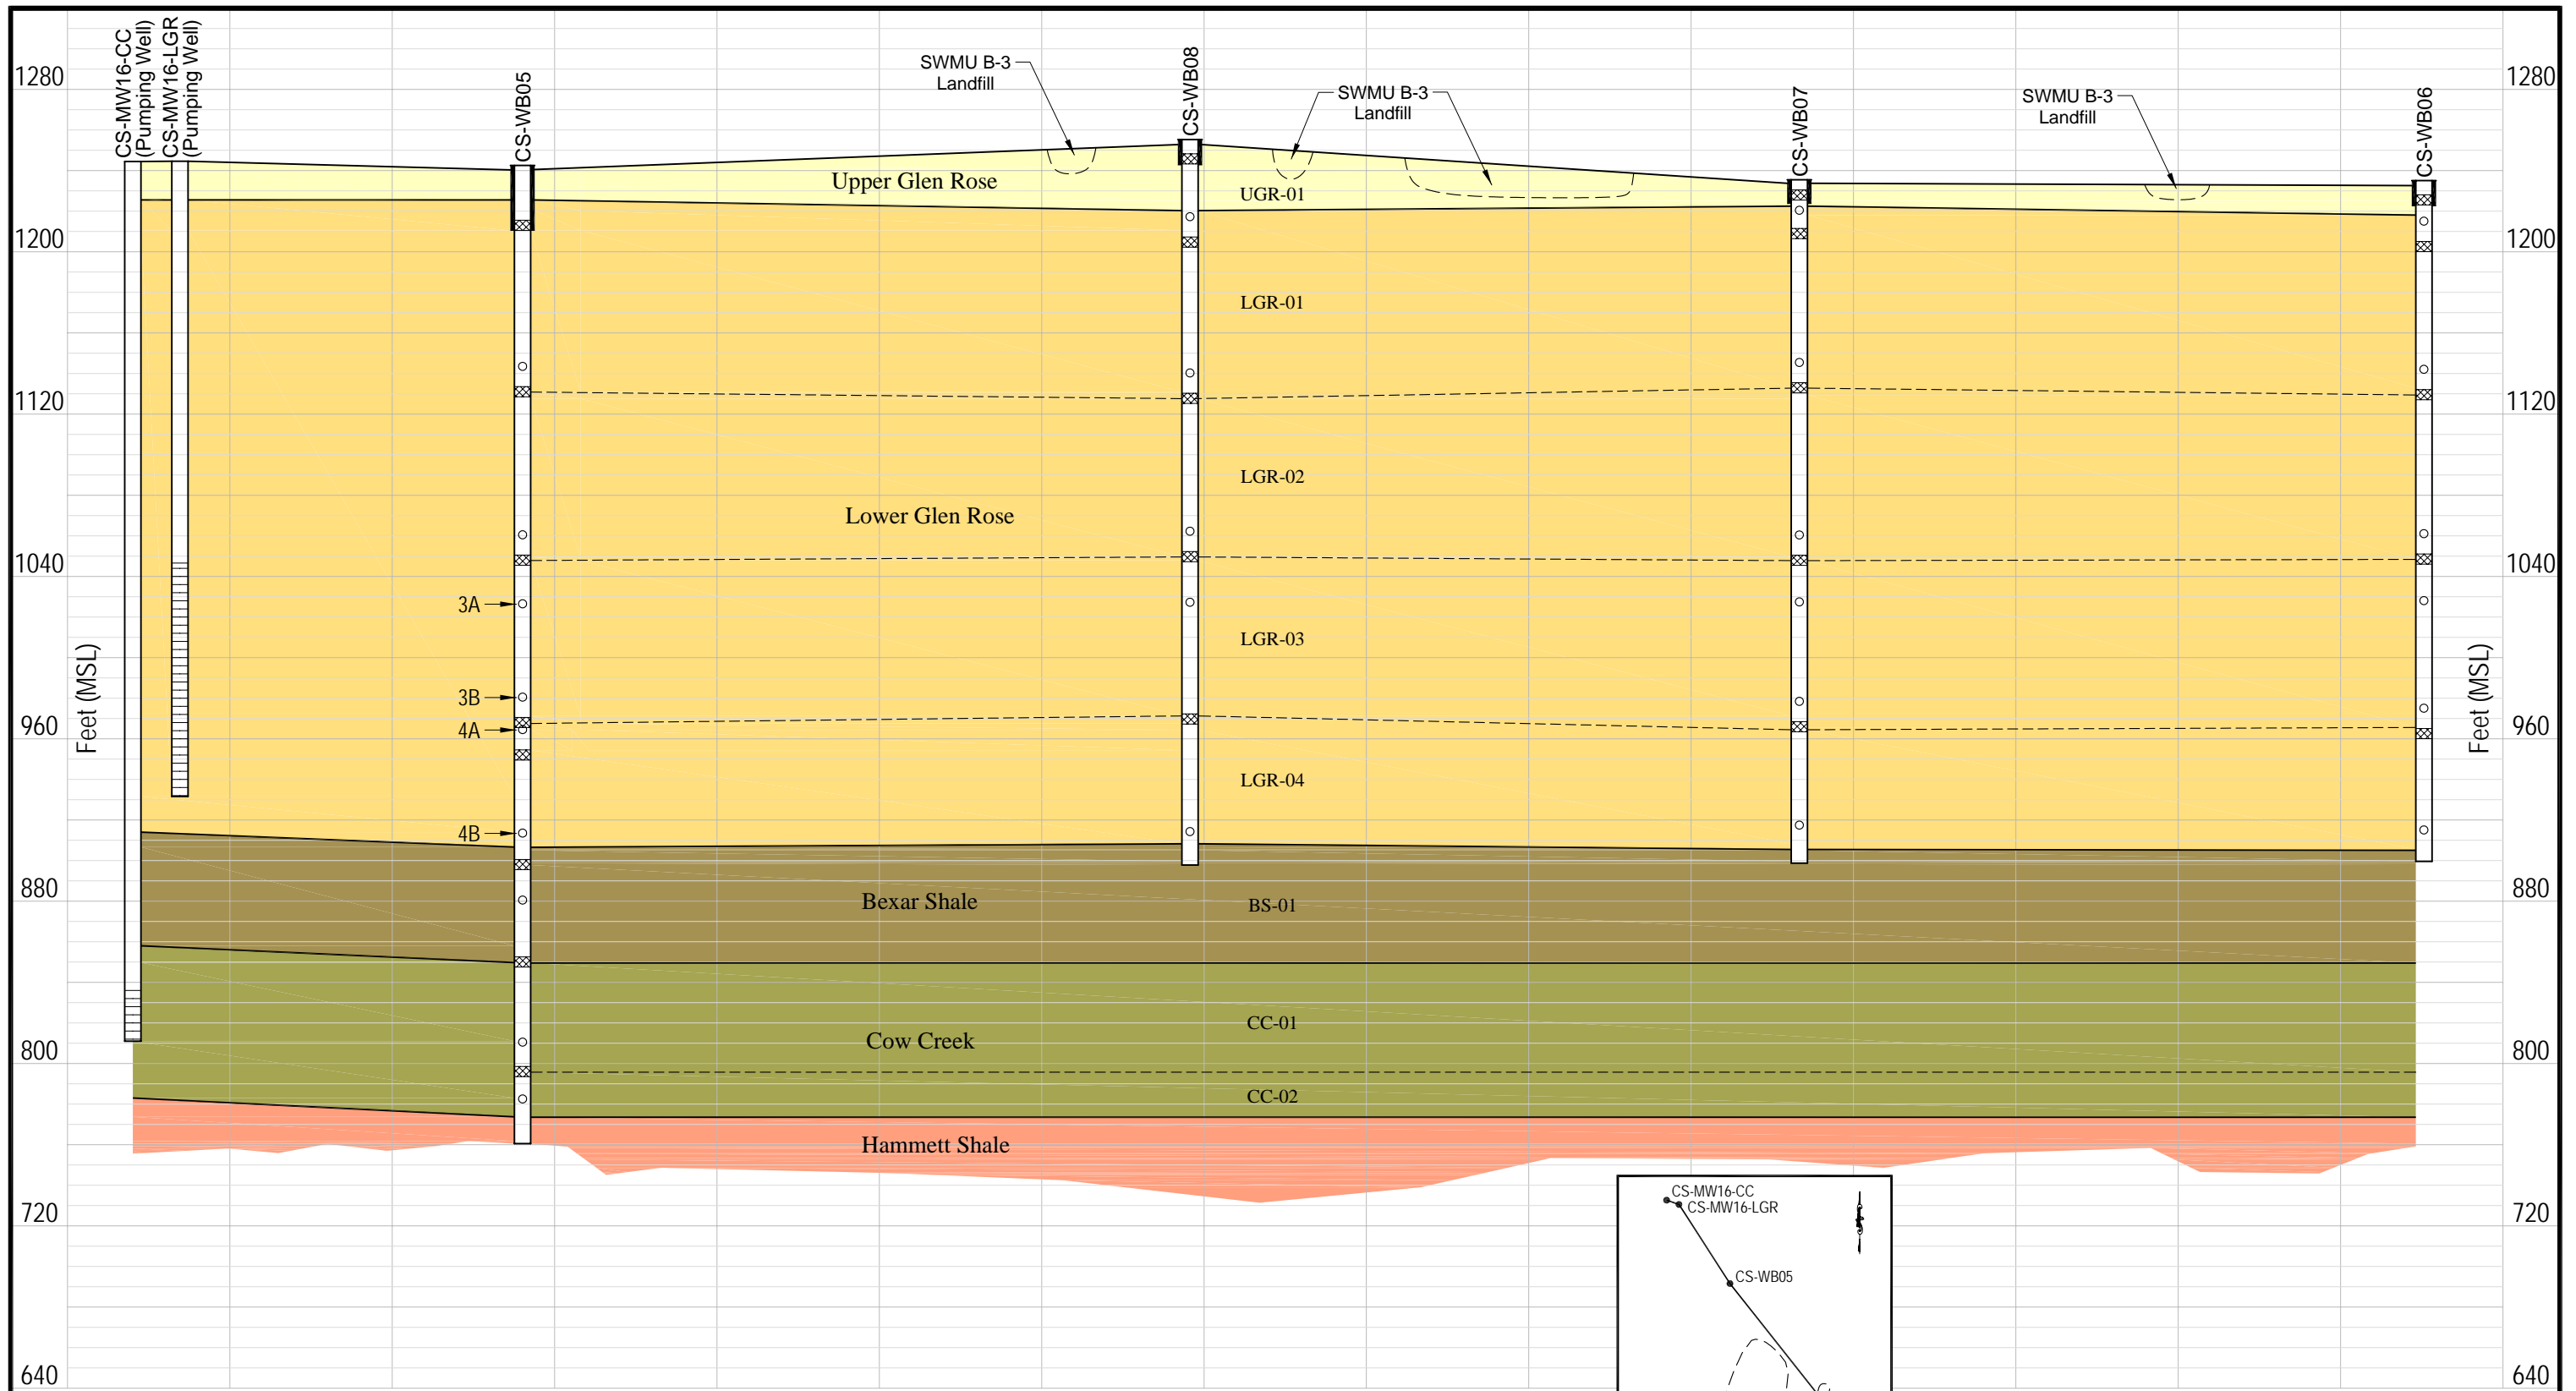 CS-MW16-CC
(Pumping Well)
CS-MW16-LGR
(Pumping Well)
CS-WB05
SWMU B-3
Landfill
CS-WB08
SWMU B-3
Landfill
CS-WB07
SWMU B-3
Landfill
CS-WB06
1280
1280
Upper Glen Rose
UGR-01
1200
1200
LGR-01
1120
1120
LGR-02
Lower Glen Rose
1040
1040
3A
LGR-03
Feet (MSL)
Feet (MSL)
3B
960
4A
960
LGR-04
4B
880
Bexar Shale
BS-01
880
CC-01
Cow Creek
800
800
CC-02
Hammett Shale
CS-MW16-CC
CS-MW16-LGR
720
720
CS-WB05
640
640